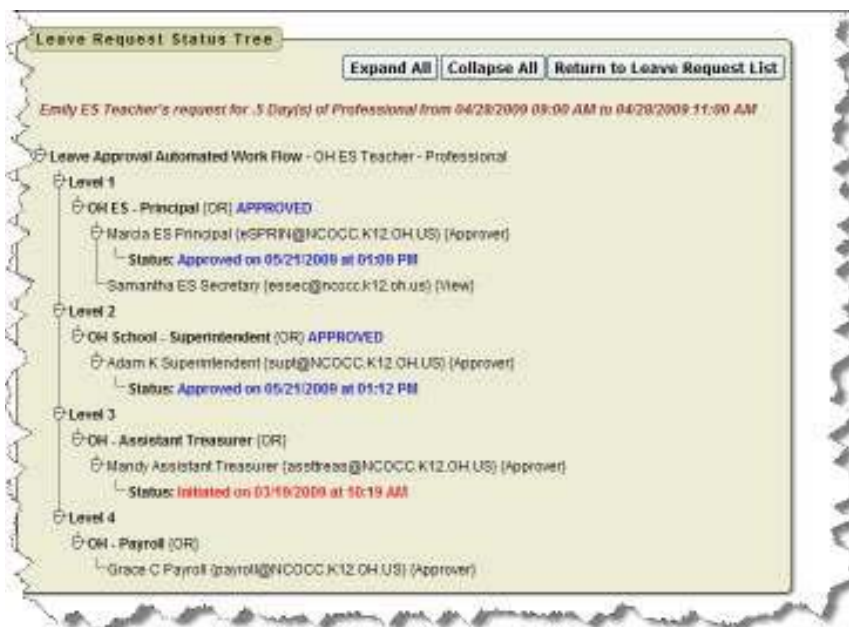 Leave Request Status Tree
Expand All Collapse All Return to Leave Request List
Emily ES Teacher's request for .5 Day(s) of Professional from 04/28/2009 09:00 AM to 04/28/2009 11:00 AM
Leave Approval Automated Work Flow - OH ES Teacher - Professional
Level 1
OH ES - Principal (OR) APPROVED
Marcia ES Principal (eSPRIN@NCOCC.K12.OH.US) (Approver)
Status: Approved on 05/21/2009 at 01:09 PM
Samantha ES Secretary (essec@ncocc.k12.oh.us) (View)
Level 2
OH School - Superintendent (OR) APPROVED
Adam K Superintendent (supt@NCOCC.K12.OH.US) (Approver)
Status: Approved on 05/21/2009 at 01:12 PM
Level 3
OH - Assistant Treasurer (OR)
Mandy Assistant Treasurer (assttreas@NCOCC.K12.OH.US) (Approver)
Status: Initiated on at 10:19 AM
Level 4
OH - Payroll (OR)
Grace C Payroll (payroll@NCOCC.K12.OH.US) (Approver)